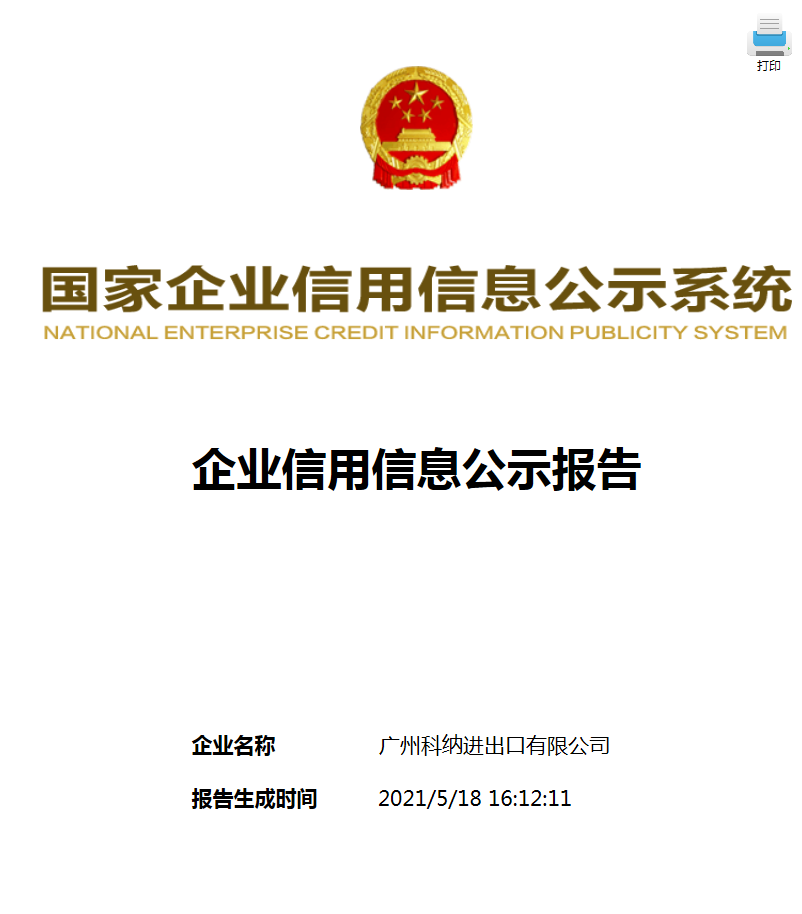 打印
国家企业信用信息公示系统
NATIONAL ENTERPRISE CREDIT INFORMATION PUBLICITY SYSTEM
企业信用信息公示报告
企业名称 广州科纳进出口有限公司
报告生成时间 2021/5/18 16:12:11